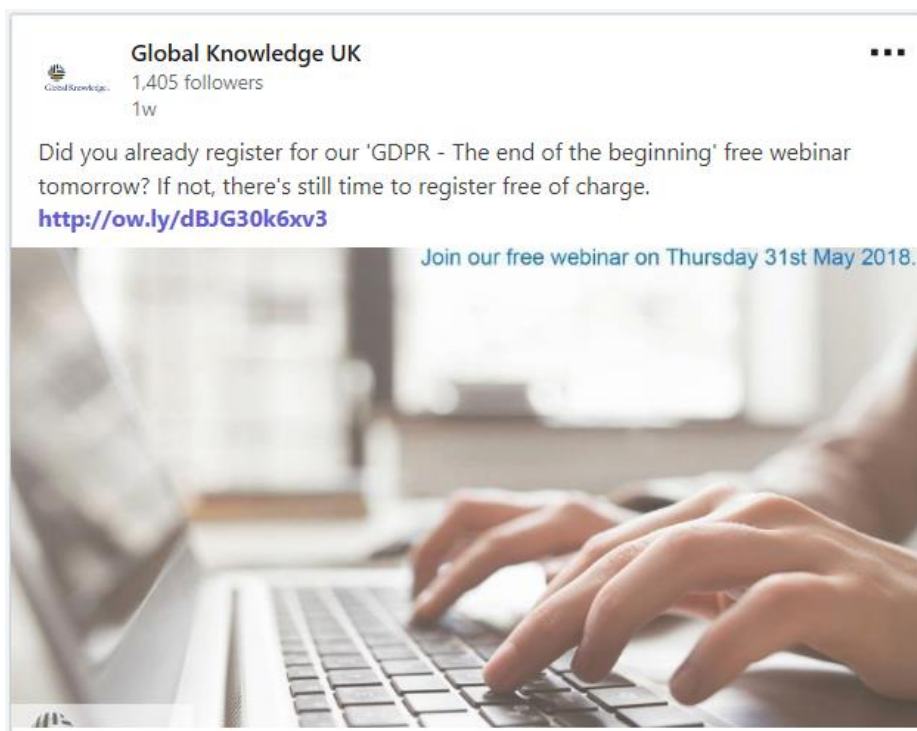 Global Knowledge UK
1,405 followers
Global Knowledge.
1w
Did you already register for our 'GDPR - The end of the beginning' free webinar
tomorrow? If not, there's still time to register free of charge.
http://ow.ly/dBJG30k6xv3
Join our free webinar on Thursday 31st May 2018.